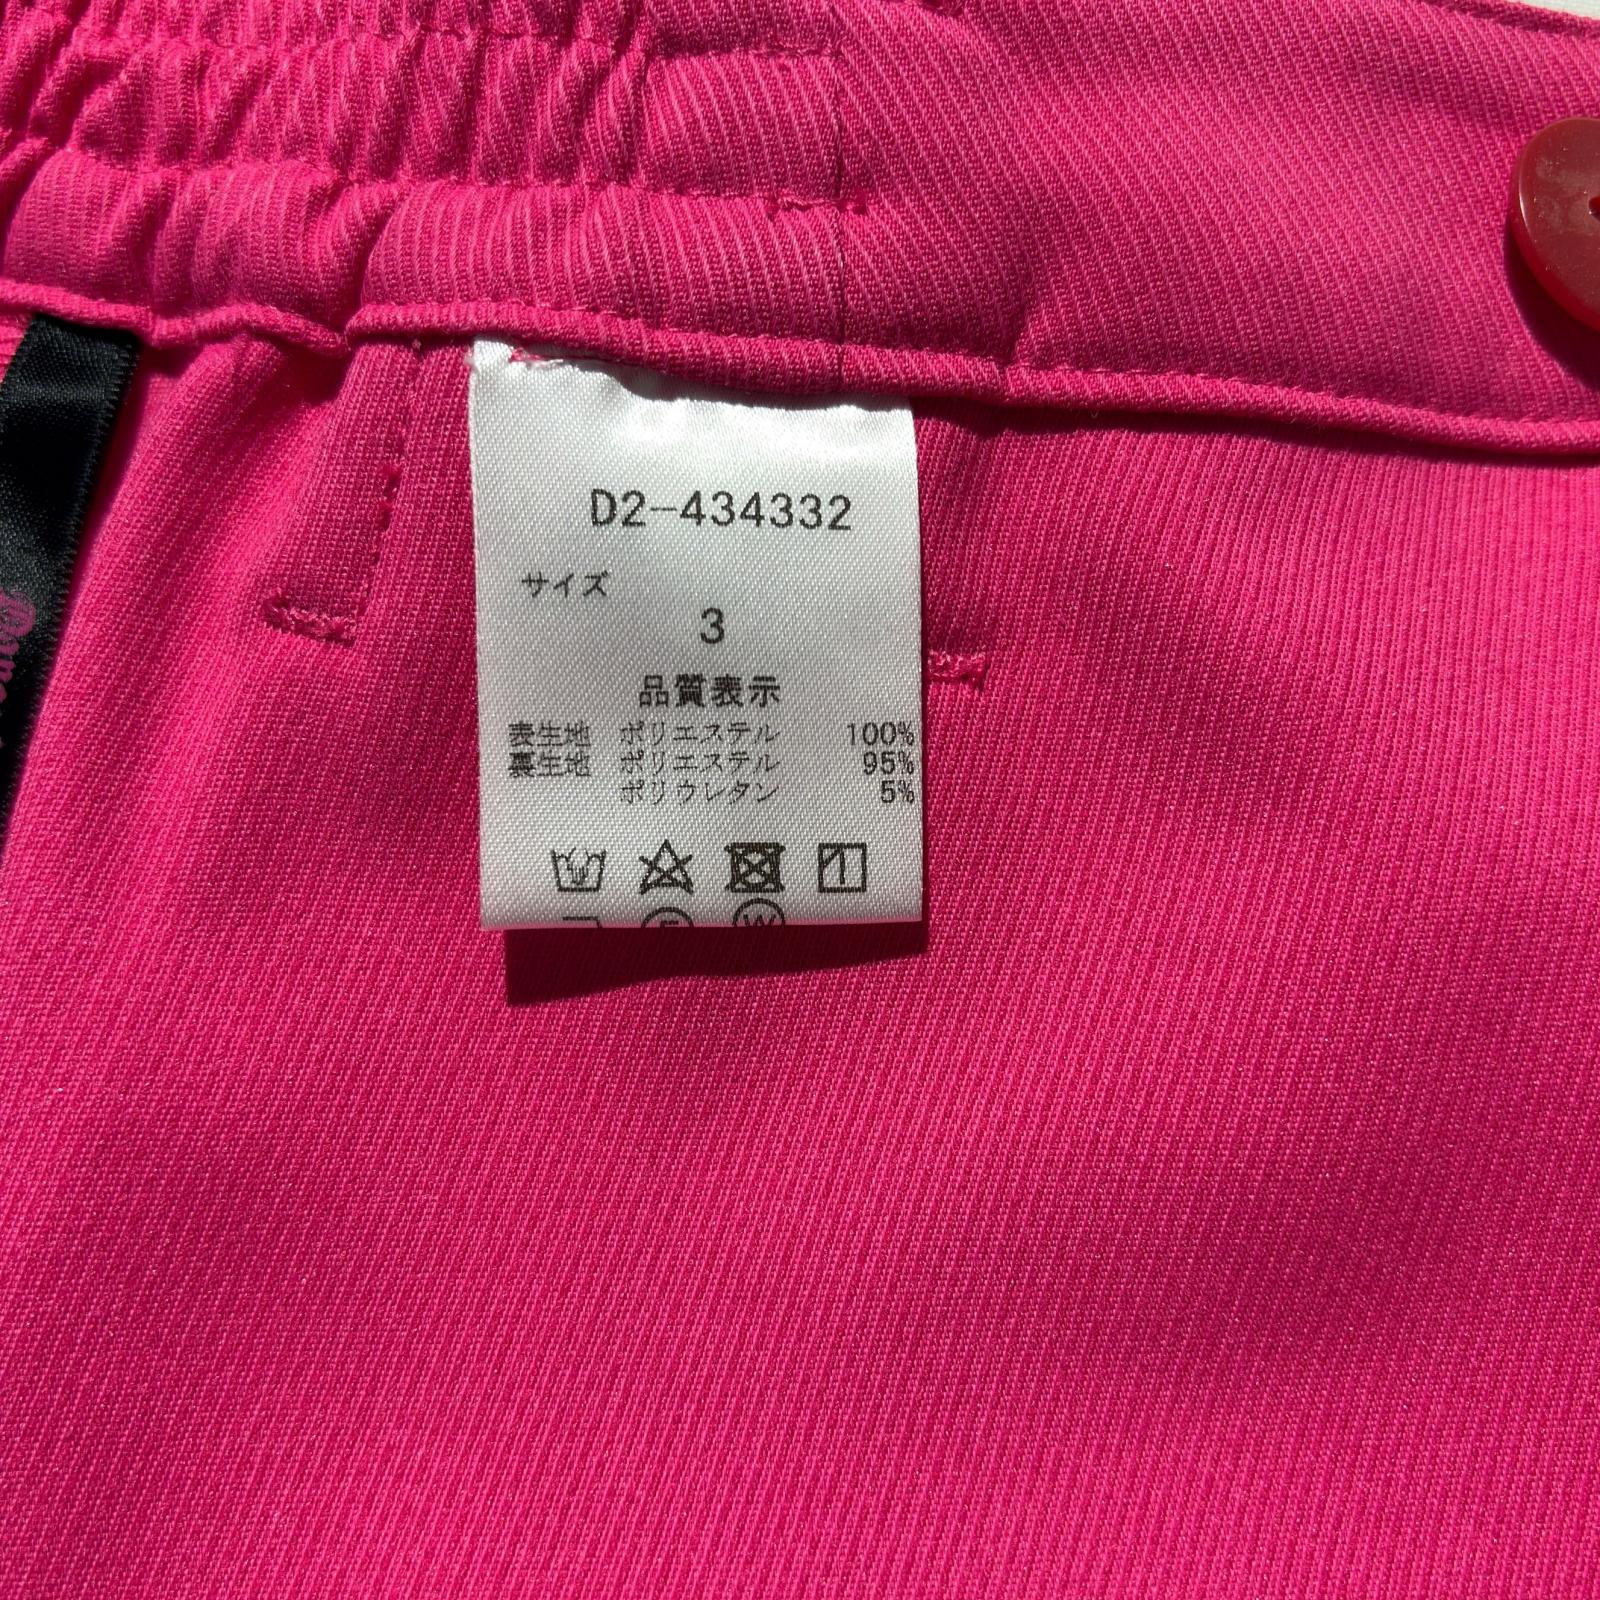 D2-434332
サイズ
3
品質表示
表生地 ポリエステル 100%
裏生地 ポリエステル 95%
ポリウレタン 5%
W